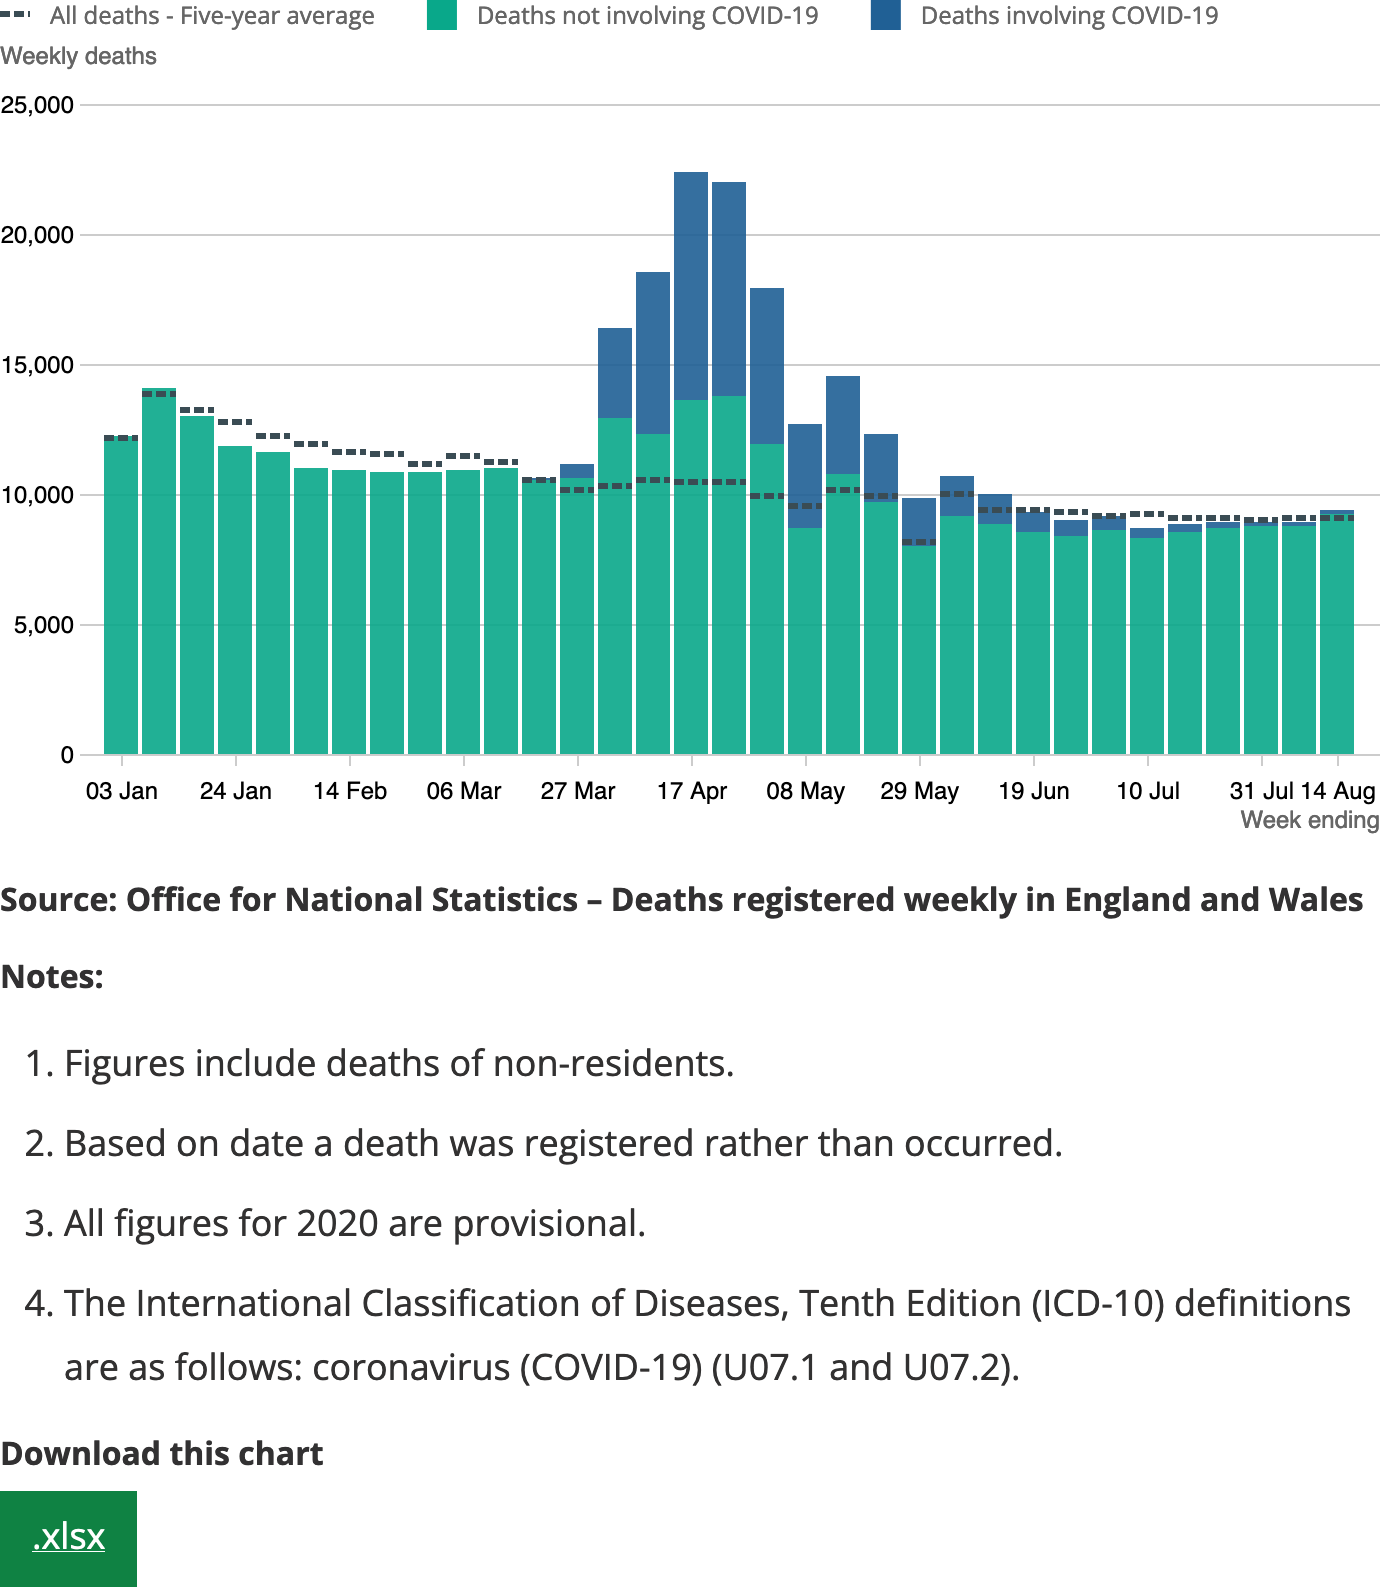 All deaths - Five-year average Deaths not involving COVID-19 Deaths involving COVID-19
Weekly deaths
25,000
20,000
15,000
10,000
5,000
0
03 Jan 24 Jan 14 Feb 06 Mar 27 Mar 17 Apr 08 May 29 May 19 Jun 10 Jul 31 Jul 14 Aug
Week ending
Source: Office for National Statistics – Deaths registered weekly in England and Wales
Notes:
1. Figures include deaths of non-residents.
2. Based on date a death was registered rather than occurred.
3. All figures for 2020 are provisional.
4. The International Classification of Diseases, Tenth Edition (ICD-10) definitions
are as follows: coronavirus (COVID-19) (U07.1 and U07.2).
Download this chart
.xlsx